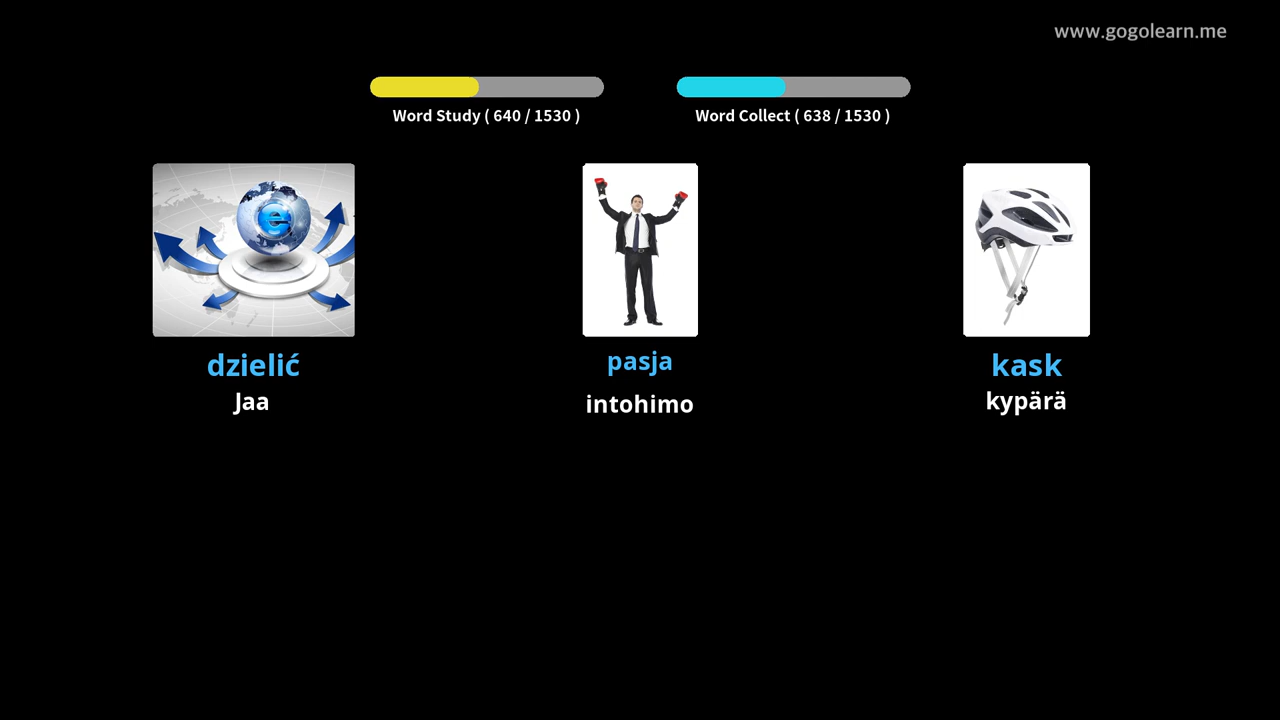 www.gogolearn.me
Word Study ( 640 / 1530 )
Word Collect ( 638 / 1530 )
e
dzielić
pasja
kask
Jaa
intohimo
kypärä